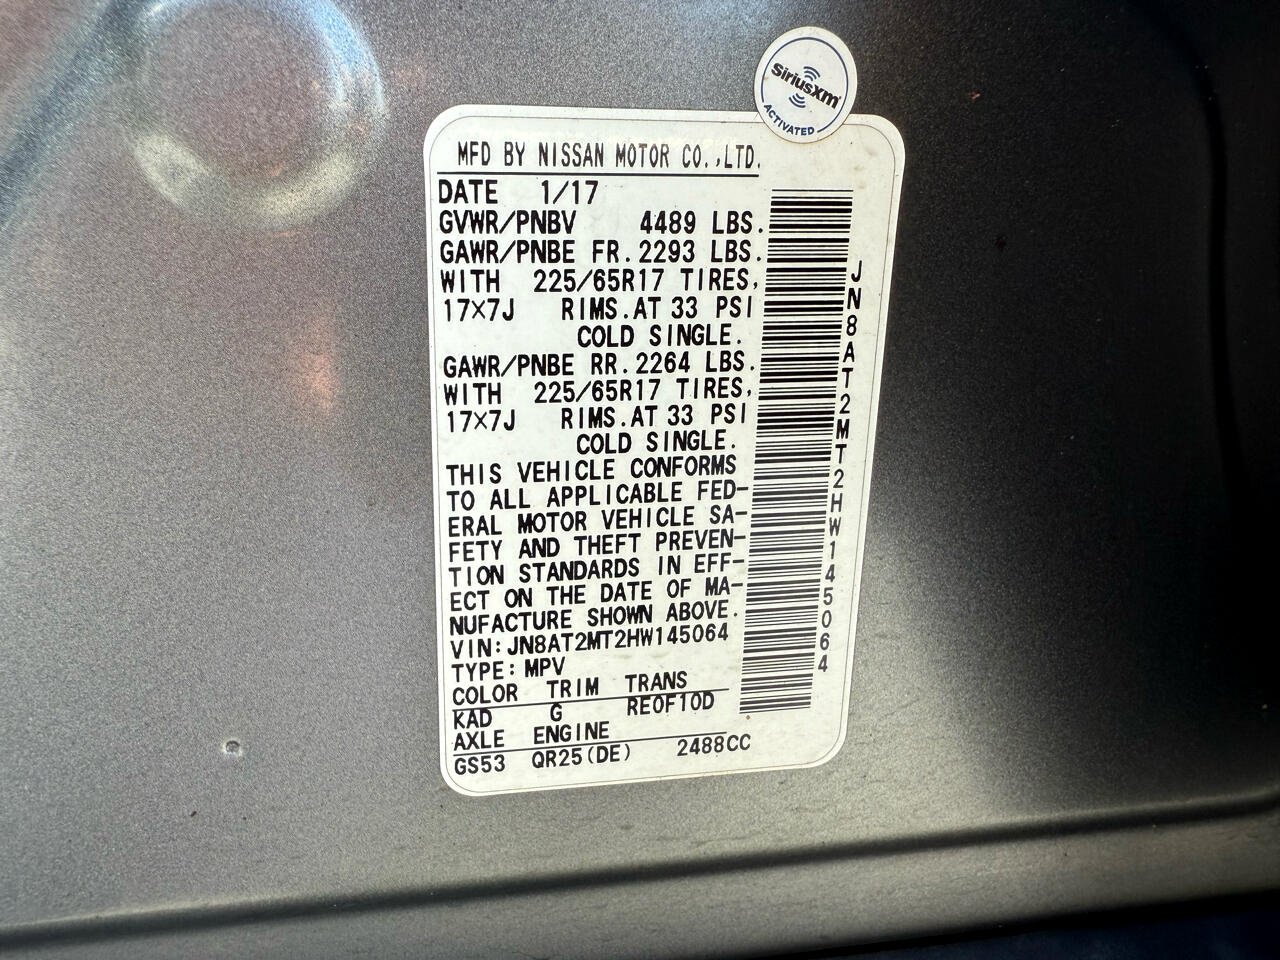 SiriusXM
ACTIVATED
MFD BY NISSAN MOTOR CO.,LTD.
DATE 1/17
GVWR/PNBV 4489 LBS.
GAWR/PNBE FR. 2293 LBS.
WITH 225/65R17 TIRES,
17X7J RIMS. AT 33 PSI
COLD SINGLE.
GAWR/PNBE RR. 2264 LBS.
WITH 225/65R17 TIRES,
17X7J RIMS. AT 33 PSI
COLD SINGLE.
THIS VEHICLE CONFORMS
TO ALL APPLICABLE FED-
ERAL MOTOR VEHICLE SA-
FETY AND THEFT PREVEN-
TION STANDARDS IN EFF-
ECT ON THE DATE OF MA-
NUFACTURE SHOWN ABOVE.
VIN: JN8AT2MT2HW145064
TYPE: MPV
COLOR TRIM TRANS
KAD G RE0F10D
AXLE ENGINE
GS53 QR25(DE) 2488CC
JN8AT2MT2HW145064